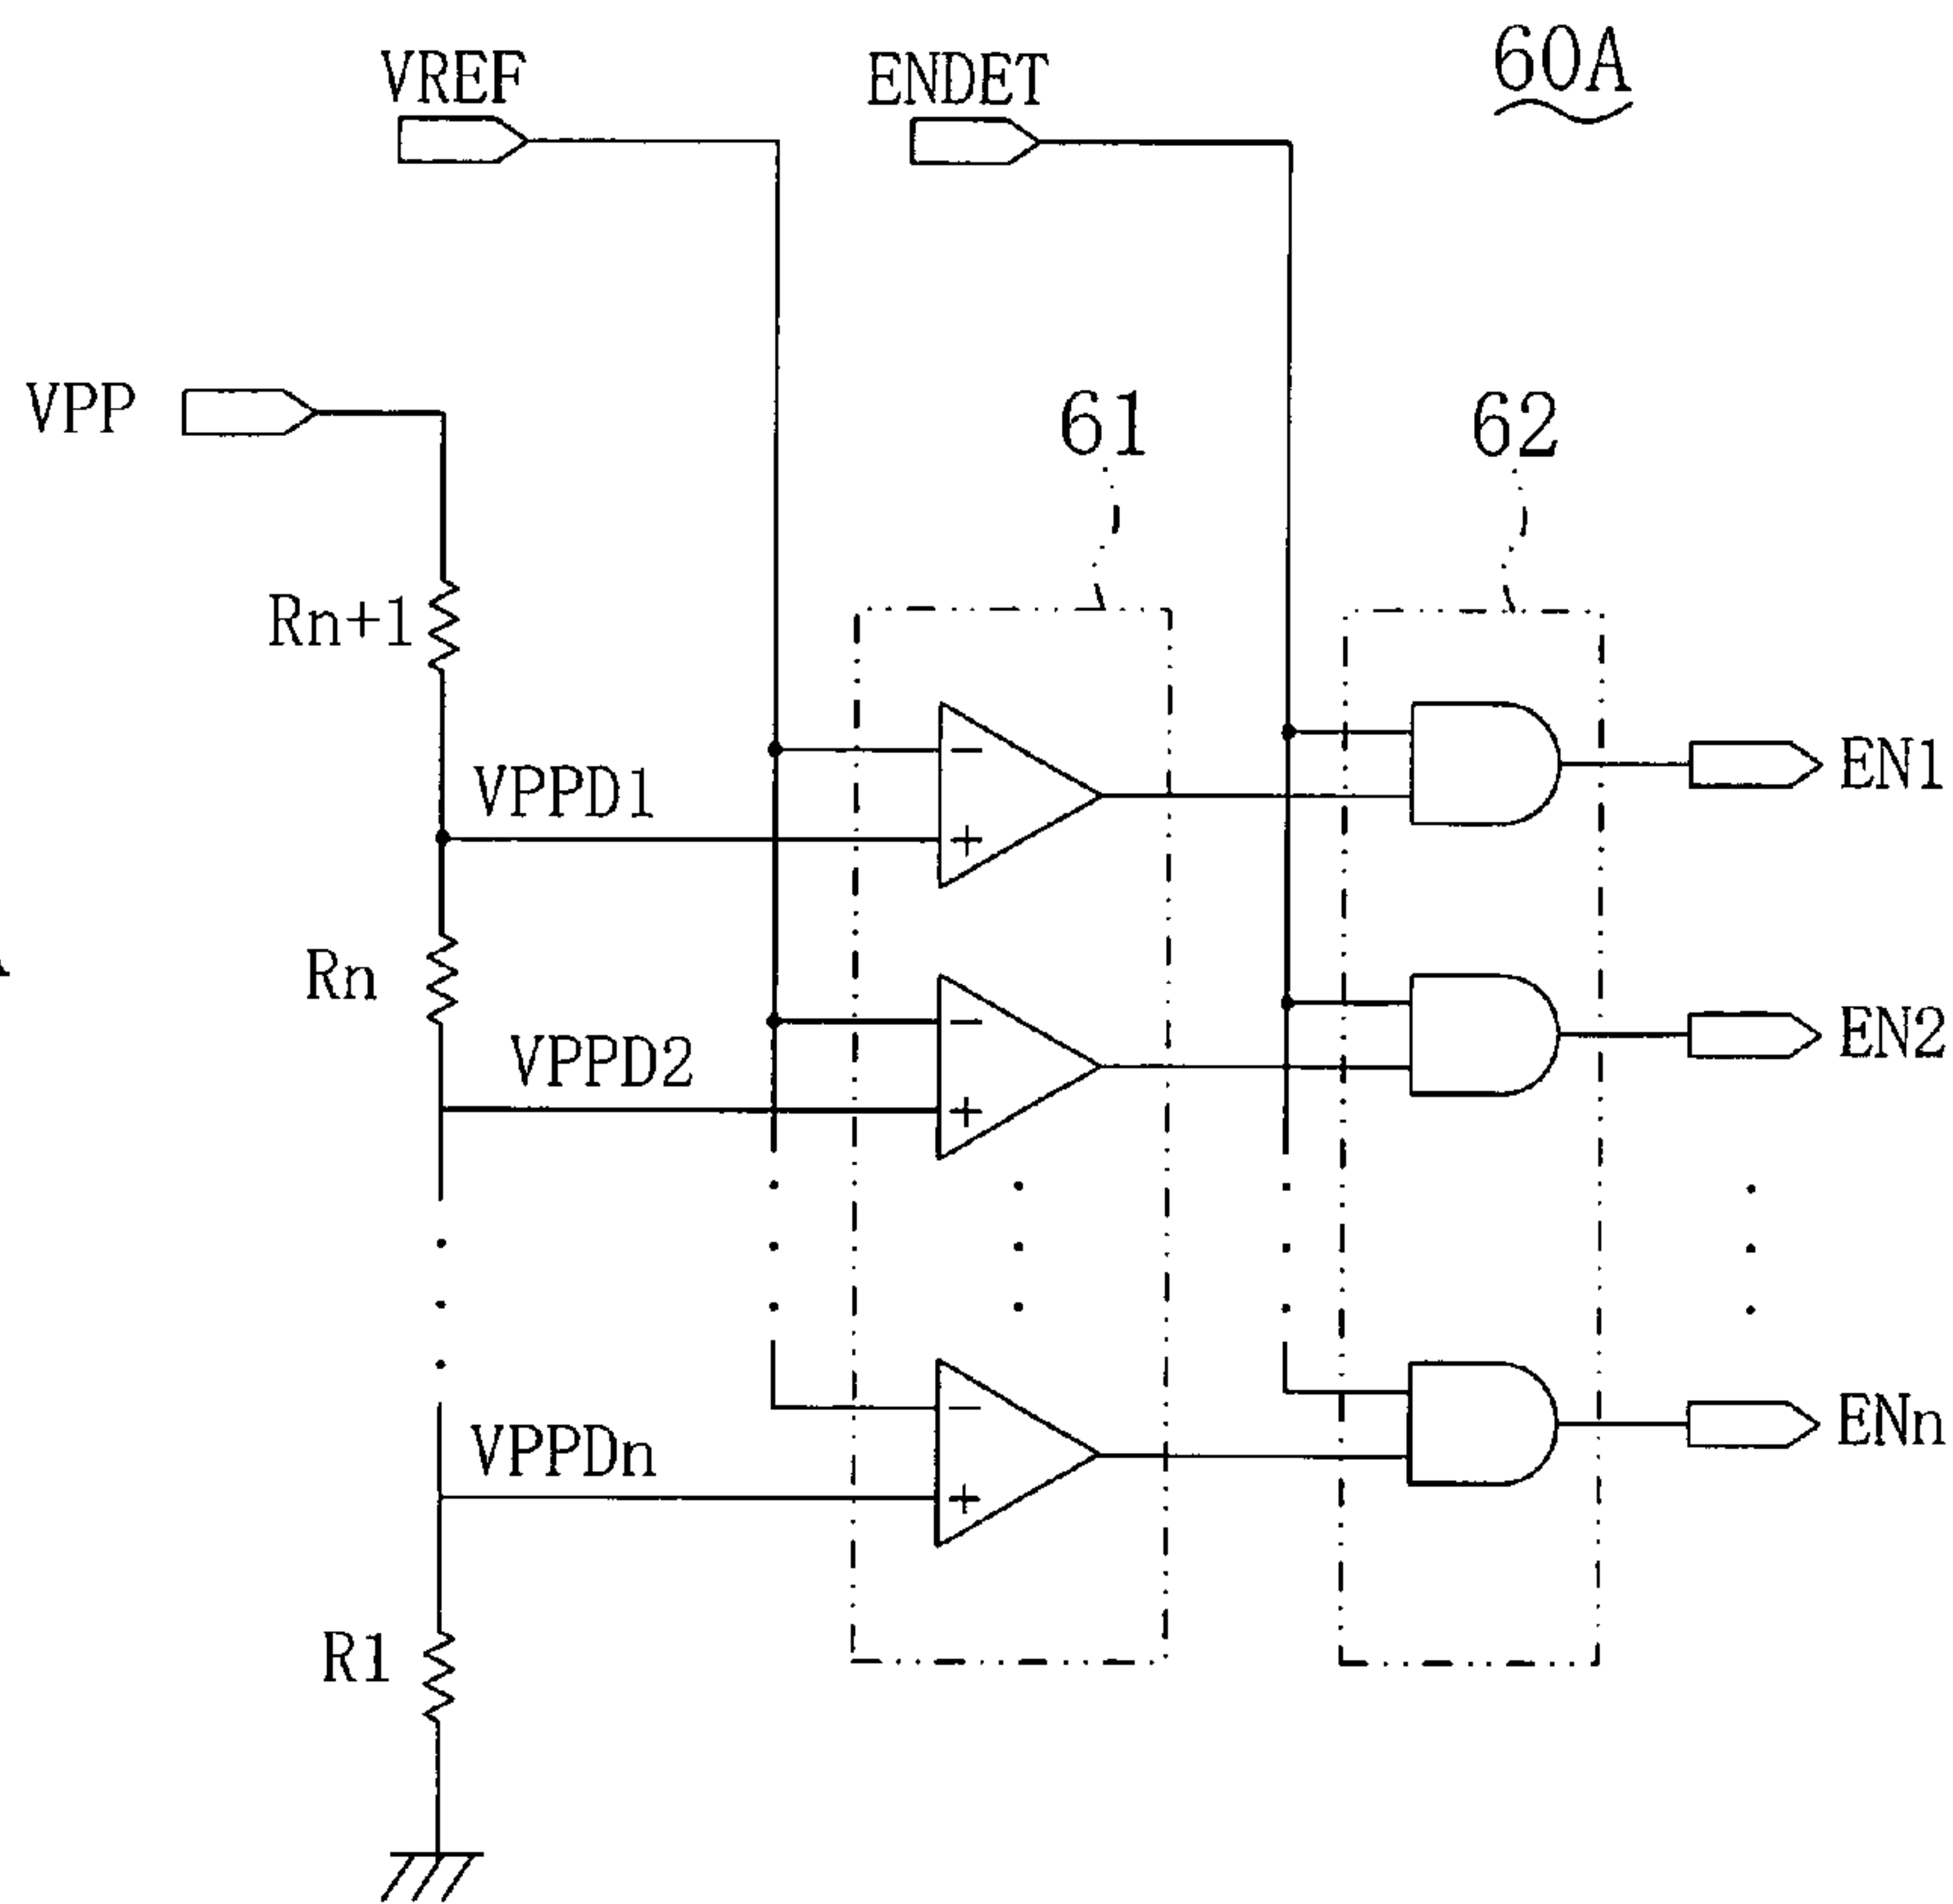 VREF ENDET 60A
VPP
61 62
Rn+1
VPPD1
EN1
Rn
VPPD2
EN2
VPPDn
ENn
R1